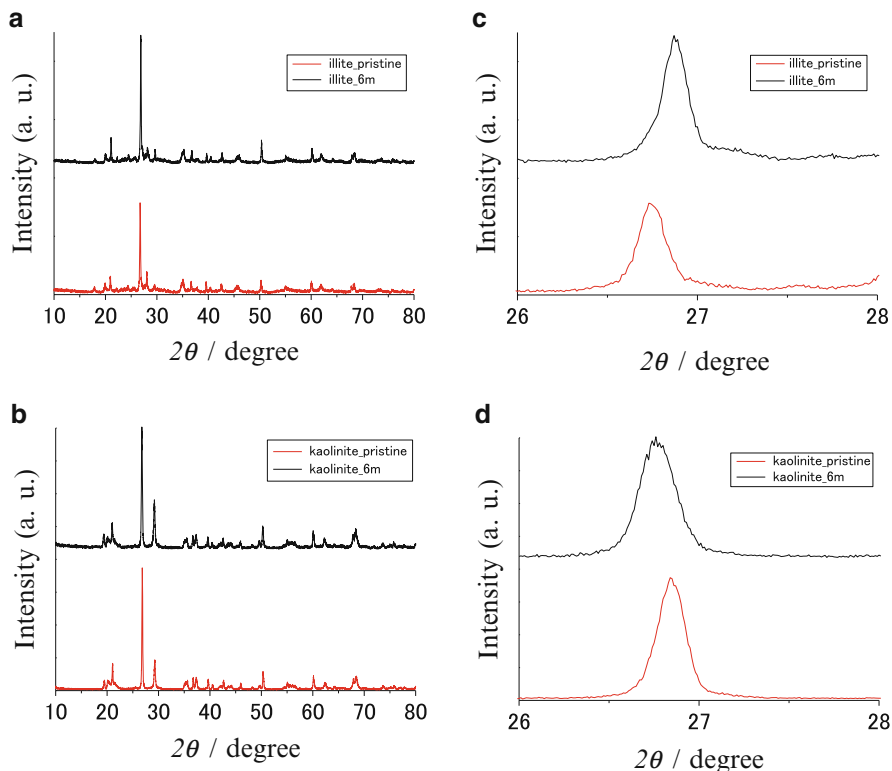 a
Intensity (a. u.)
illite_pristine
illite_6m
10 20 30 40 50 60 70 80
2θ / degree
c
Intensity (a. u.)
illite_pristine
illite_6m
26 27 28
2θ / degree
b
Intensity (a. u.)
kaolinite_pristine
kaolinite_6m
10 20 30 40 50 60 70 80
2θ / degree
d
Intensity (a. u.)
kaolinite_pristine
kaolinite_6m
26 27 28
2θ / degree